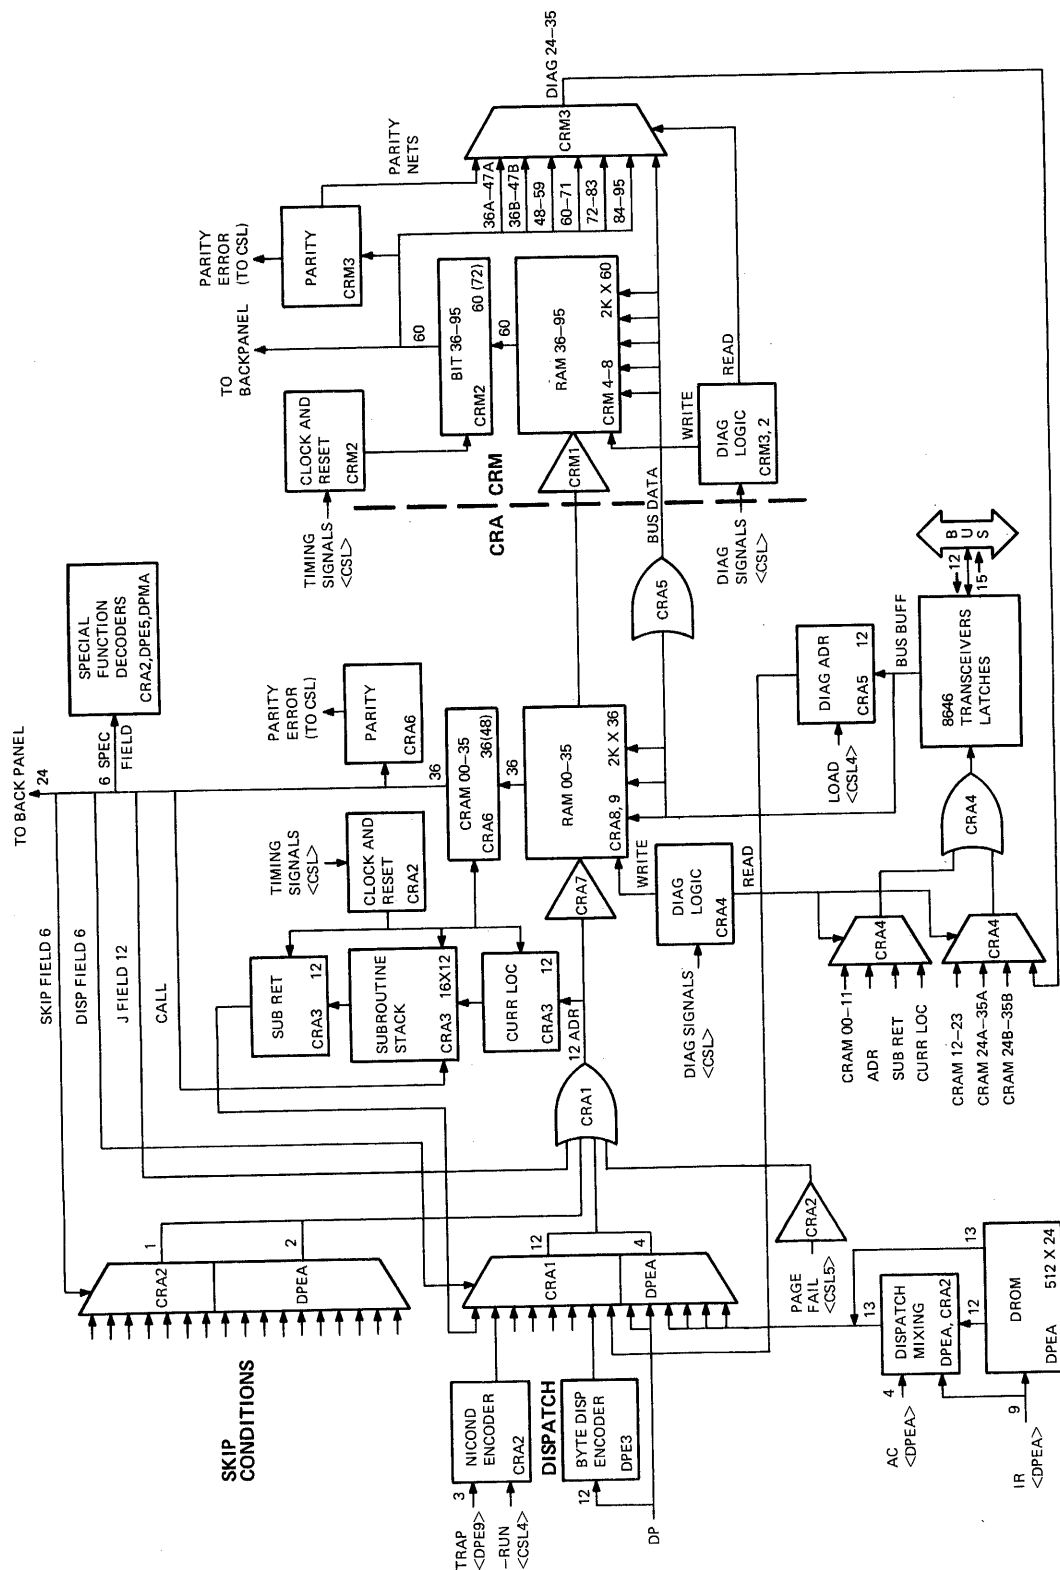 TO BACK PANEL
24
6 SPEC
FIELD
SPECIAL
FUNCTION
DECODERS
CRA2,DPE5,DPMA
SKIP FIELD 6
DISP FIELD 6
J FIELD 12
CALL
SKIP
CONDITIONS
CRA2
DPEA
1
2
TRAP
<DPE9>
3
-RUN
<CSL4>
NICOND
ENCODER
CRA2
DISPATCH
BYTE DISP
ENCODER
DPE3
12
DP
CRA1
DPEA
12
4
PAGE
FAIL
<CSL5>
CRA2
AC
<DPEA>
4
IR
<DPEA>
9
DISPATCH
MIXING
DPEA, CRA2
13
13
12
DROM
DPEA
512 X 24
CRA1
12 ADR
SUB RET
CRA3
12
SUBROUTINE
STACK
CRA3
16X12
CURR LOC
CRA3
12
TIMING
SIGNALS
<CSL>
CLOCK AND
RESET
CRA2
CRA7
CRAM 00-35
CRA6
36(48)
36
36
PARITY
ERROR
(TO CSL)
PARITY
CRA6
RAM 00-35
CRA8, 9
2K X 36
WRITE
READ
DIAG
LOGIC
CRA4
DIAG SIGNALS
<CSL>
CRAM 00-11
ADR
SUB RET
CURR LOC
CRA4
CRAM 12-23
CRAM 24A-35A
CRAM 24B-35B
CRA4
CRA4
8646
TRANSCEIVERS
LATCHES
BUS BUFF
12
15
BUS
LOAD
<CSL4>
DIAG ADR
CRA5
12
CRA5
BUS DATA
CRA
CRM
TIMING
SIGNALS
<CSL>
CLOCK AND
RESET
CRM2
CRM1
TO
BACKPANEL
60
BIT 36-95
CRM2
60 (72)
60
RAM 36-95
CRM 4-8
2K X 60
WRITE
READ
DIAG
LOGIC
CRM3, 2
DIAG
SIGNALS
<CSL>
PARITY
ERROR
(TO CSL)
PARITY
CRM3
PARITY
NETS
36A-47A
36B-47B
48-59
60-71
72-83
84-95
CRM3
DIAG 24-35